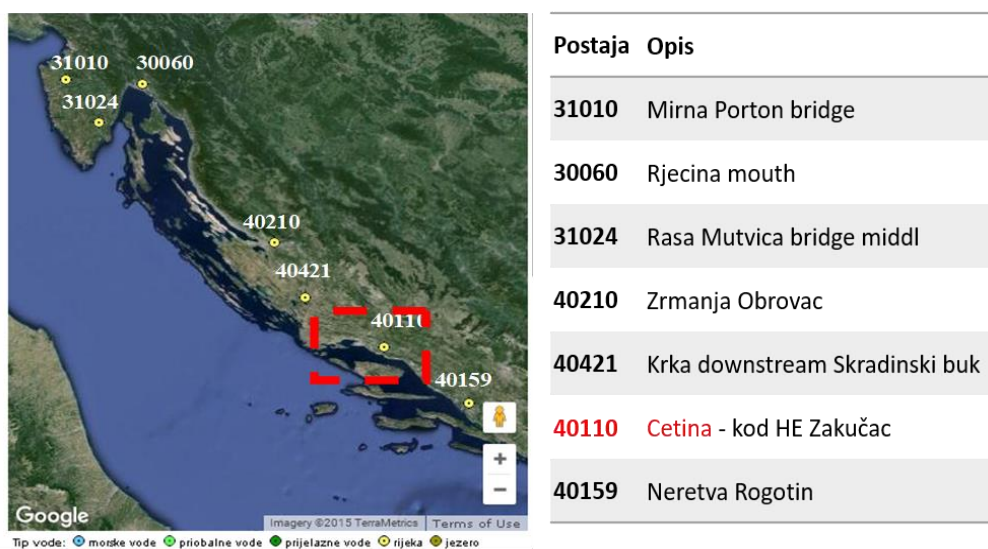 31010
30060
31024
40210
40421
40110
40159
+
−
Google
Imagery ©2015 TerraMetrics
Terms of Use
Tip vode: morske vode priobalne vode prijelazne vode rijeka jezero
Postaja Opis
31010 Mirna Porton bridge
30060 Rjecina mouth
31024 Rasa Mutvica bridge middl
40210 Zrmanja Obrovac
40421 Krka downstream Skradinski buk
40110 Cetina - kod HE Zakučac
40159 Neretva Rogotin